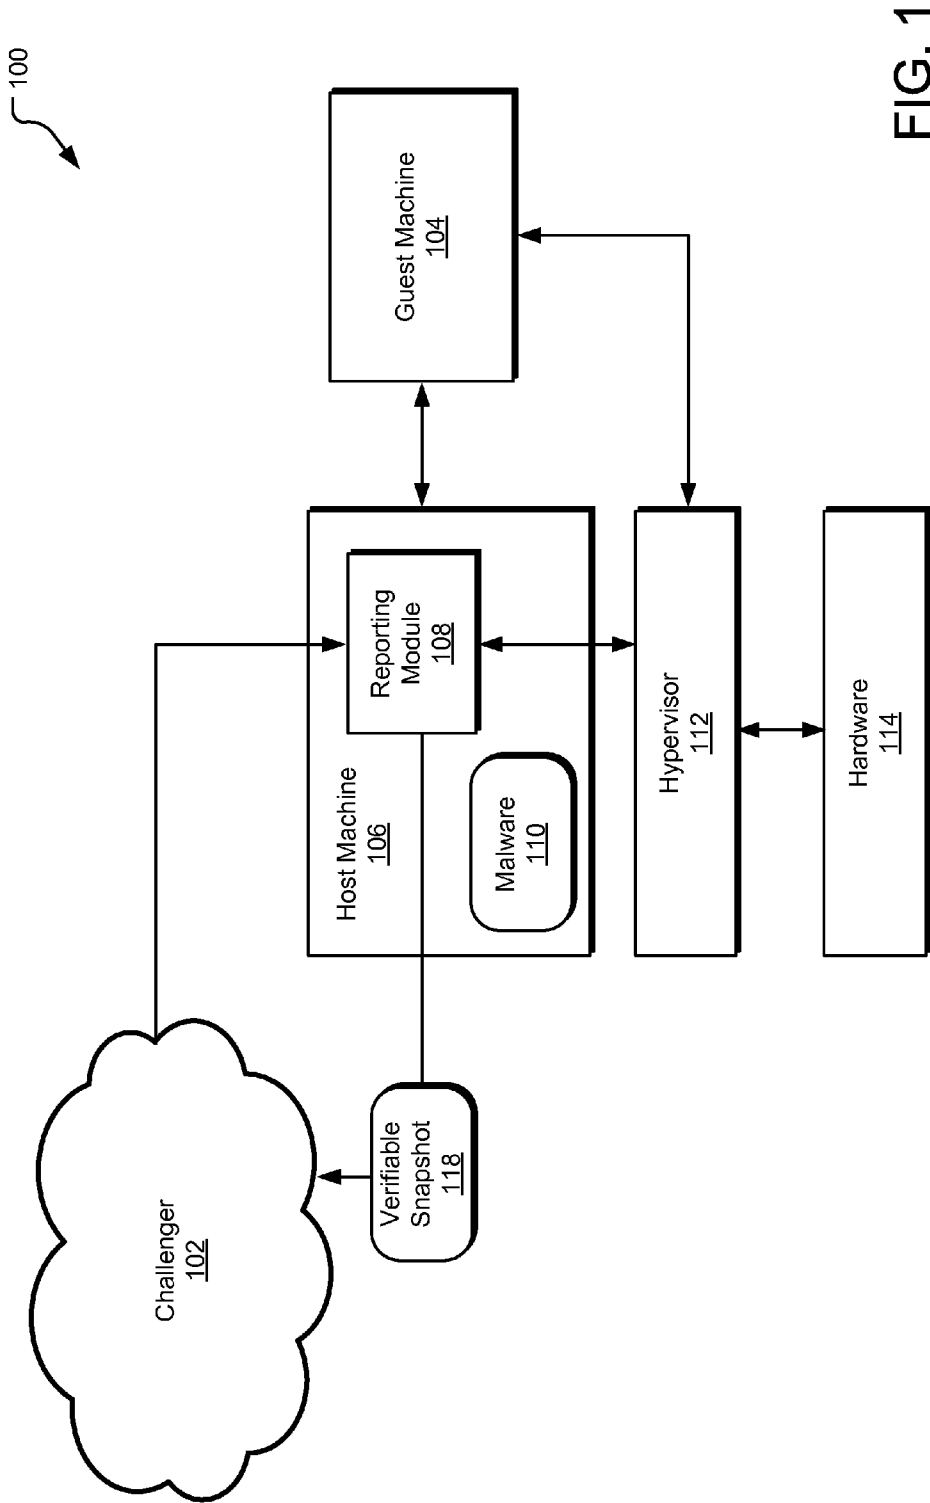 100
Challenger
102
Verifiable
Snapshot
118
Host Machine
106
Reporting
Module
108
Malware
110
Guest Machine
104
Hypervisor
112
Hardware
114
FIG. 1